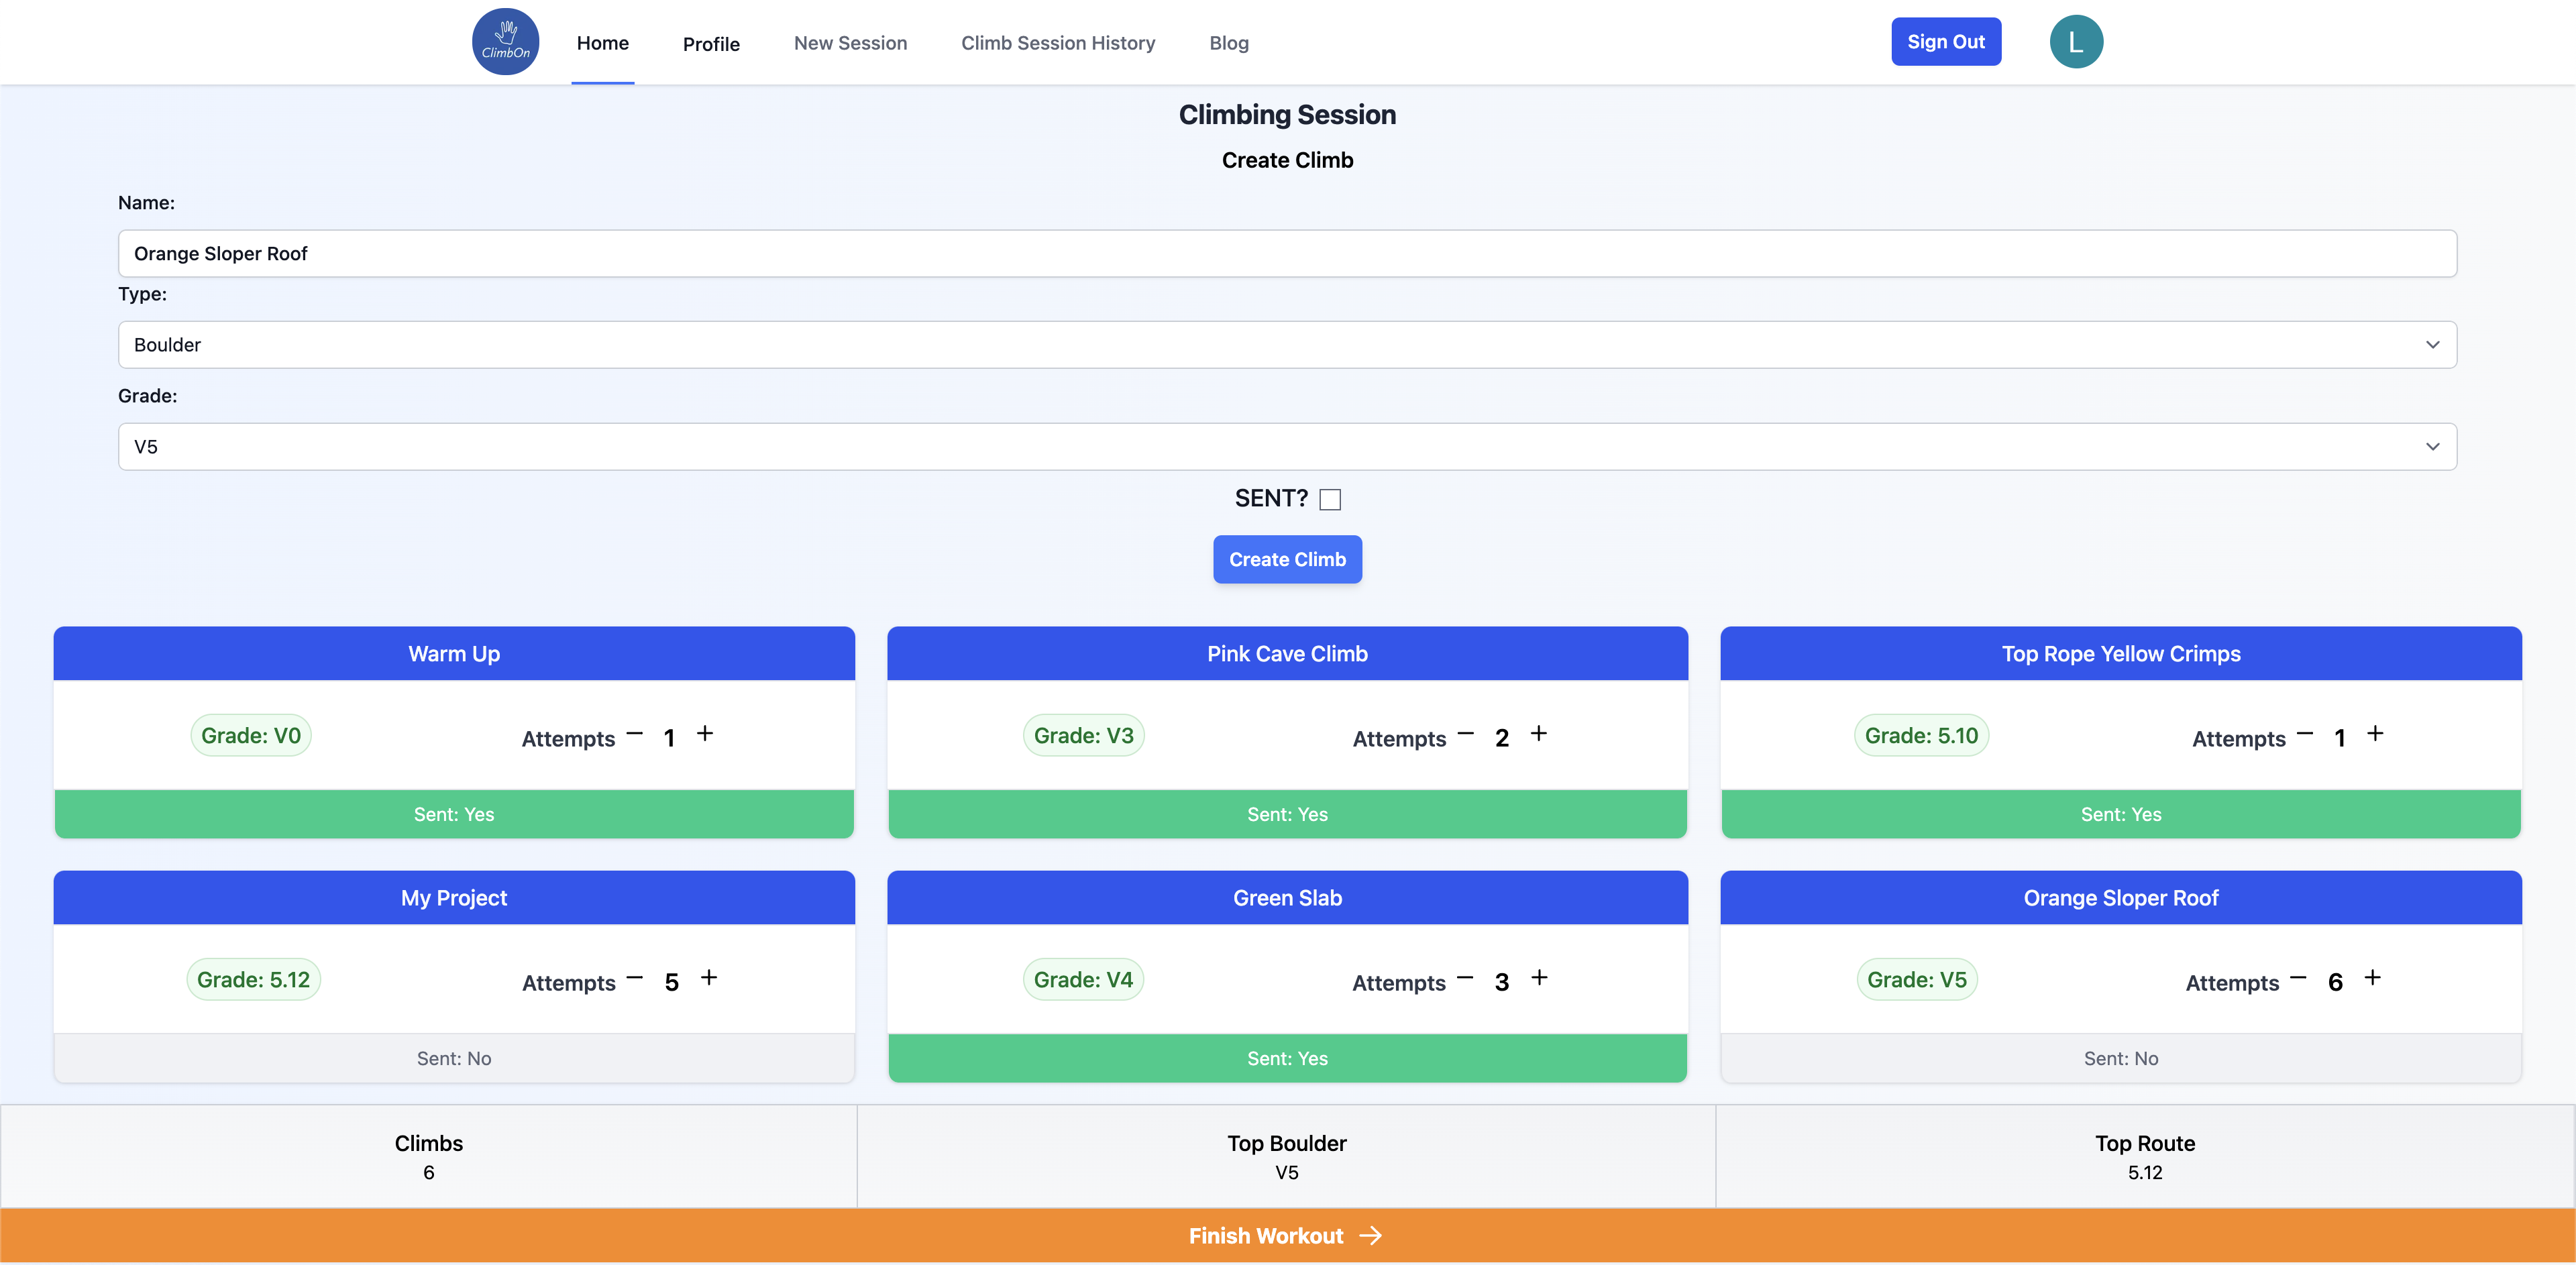 ClimbOn
Home Profile New Session Climb Session History Blog Sign Out L
Climbing Session
Create Climb
Name:
Orange Sloper Roof
Type:
Boulder
Grade:
V5
SENT?
Create Climb
Warm Up
Grade: V0 Attempts − 1 +
Sent: Yes
Pink Cave Climb
Grade: V3 Attempts − 2 +
Sent: Yes
Top Rope Yellow Crimps
Grade: 5.10 Attempts − 1 +
Sent: Yes
My Project
Grade: 5.12 Attempts − 5 +
Sent: No
Green Slab
Grade: V4 Attempts − 3 +
Sent: Yes
Orange Sloper Roof
Grade: V5 Attempts − 6 +
Sent: No
Climbs
6
Top Boulder
V5
Top Route
5.12
Finish Workout →